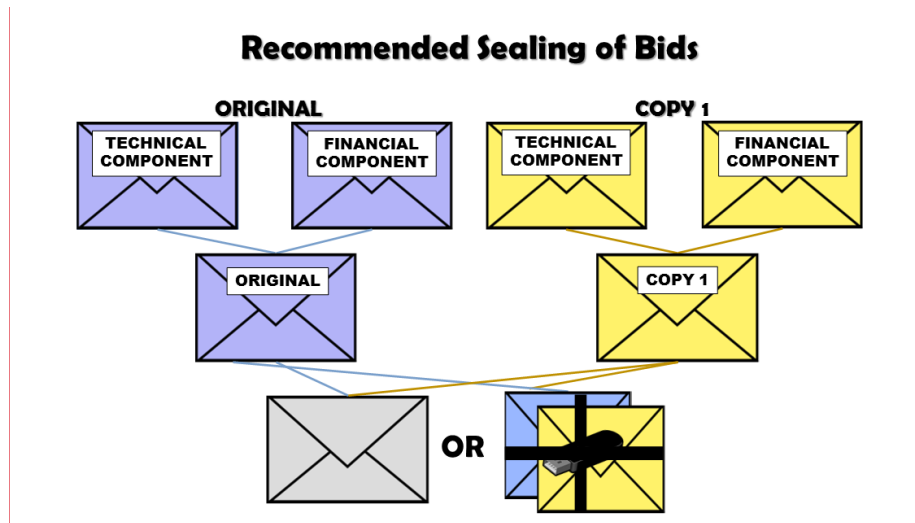 Recommended Sealing of Bids
ORIGINAL
COPY 1
TECHNICAL
COMPONENT
FINANCIAL
COMPONENT
TECHNICAL
COMPONENT
FINANCIAL
COMPONENT
ORIGINAL
COPY 1
OR